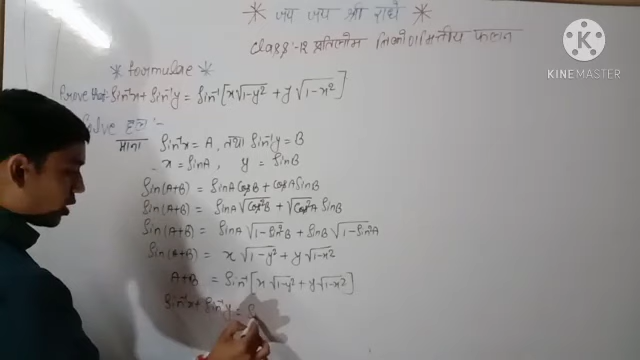 * जय जय श्री राधे *
Class:-12 प्रतिलोम त्रिकोणमितीय फलन
KINEMASTER
* formulae *
Prove that:- Sin⁻¹x + Sin⁻¹y = Sin⁻¹[x√1-y² + y√1-x²]
Solve हल :-
माना Sin⁻¹x = A, तथा Sin⁻¹y = B
x = SinA, y = SinB
Sin(A+B) = SinA CosB + CosA SinB
Sin(A+B) = SinA √Cos²B + √Cos²A SinB
Sin(A+B) = SinA √1-Sin²B + SinB √1-Sin²A
Sin(A+B) = x √1-y² + y √1-x²
A+B = Sin⁻¹[x √1-y² + y √1-x²]
Sin⁻¹x + Sin⁻¹y = S